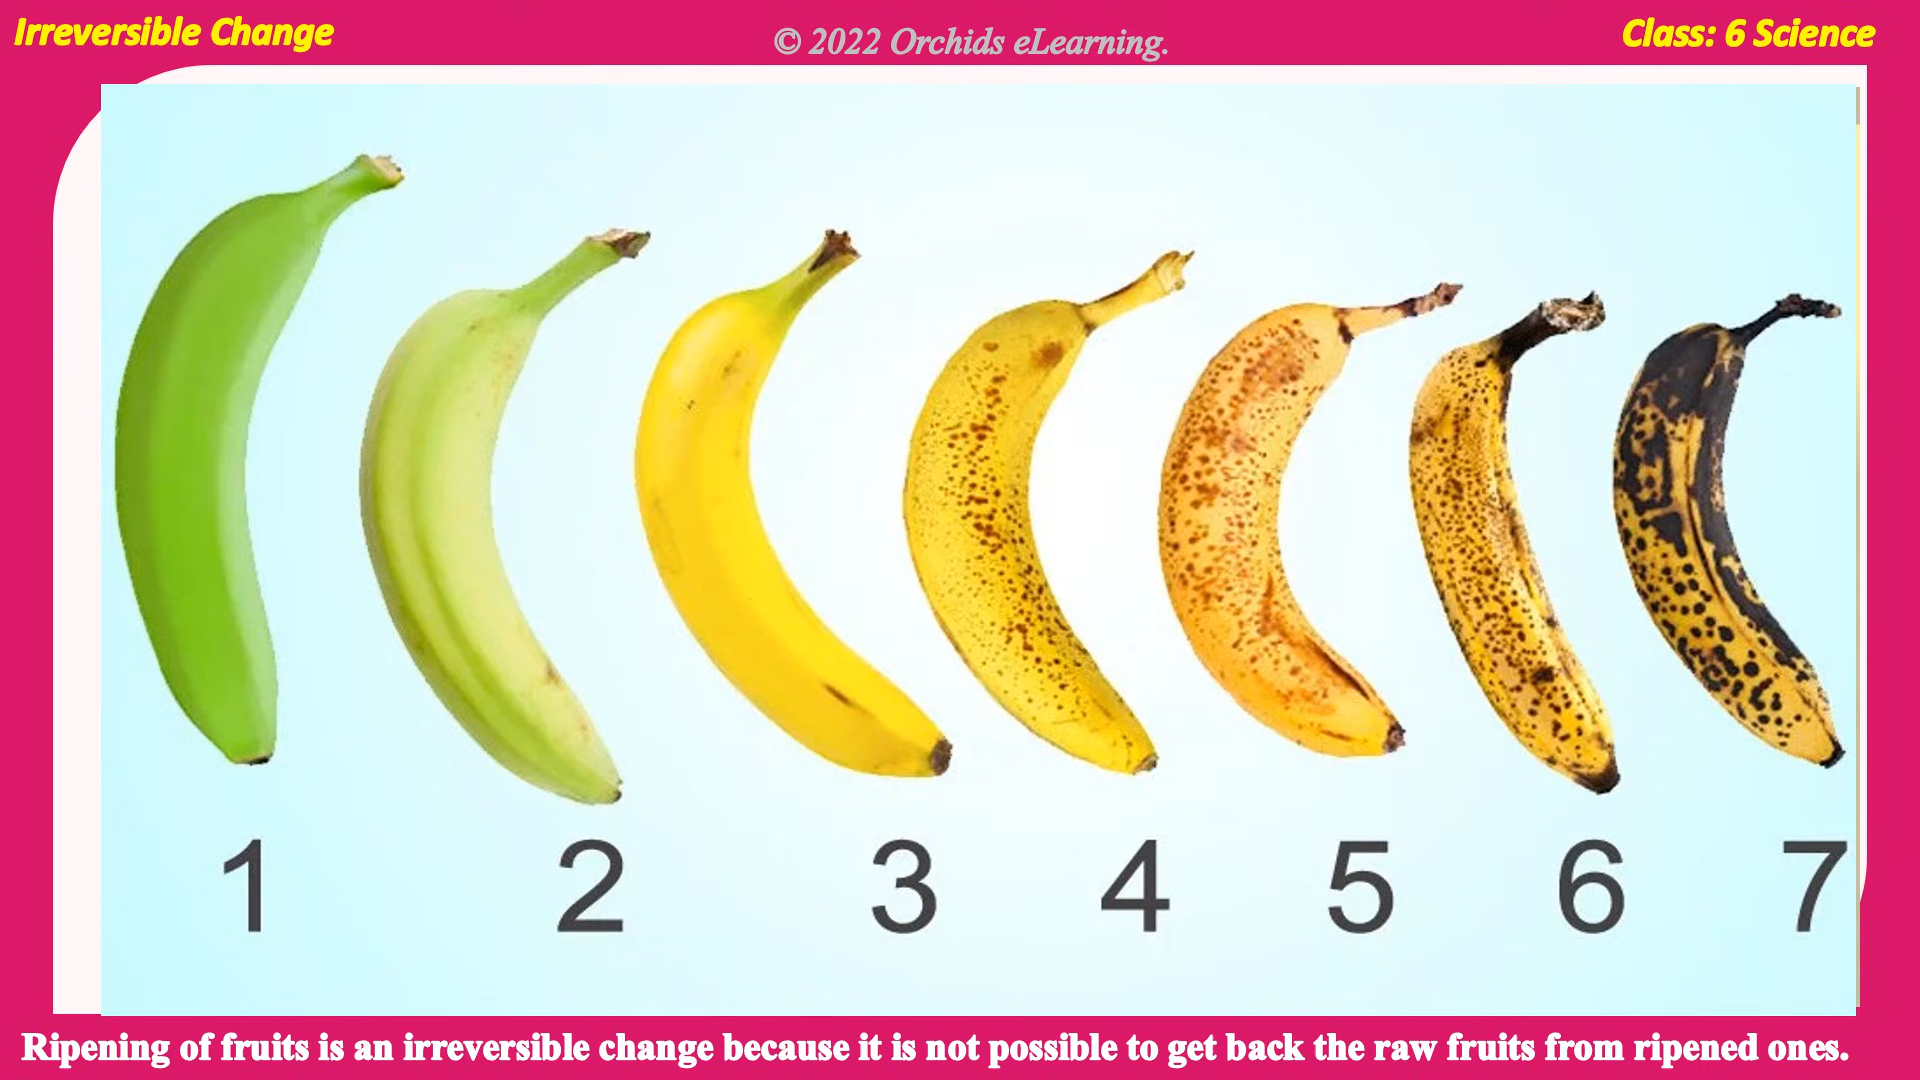 Irreversible Change
© 2022 Orchids eLearning.
Class: 6 Science
1 2 3 4 5 6 7
Ripening of fruits is an irreversible change because it is not possible to get back the raw fruits from ripened ones.